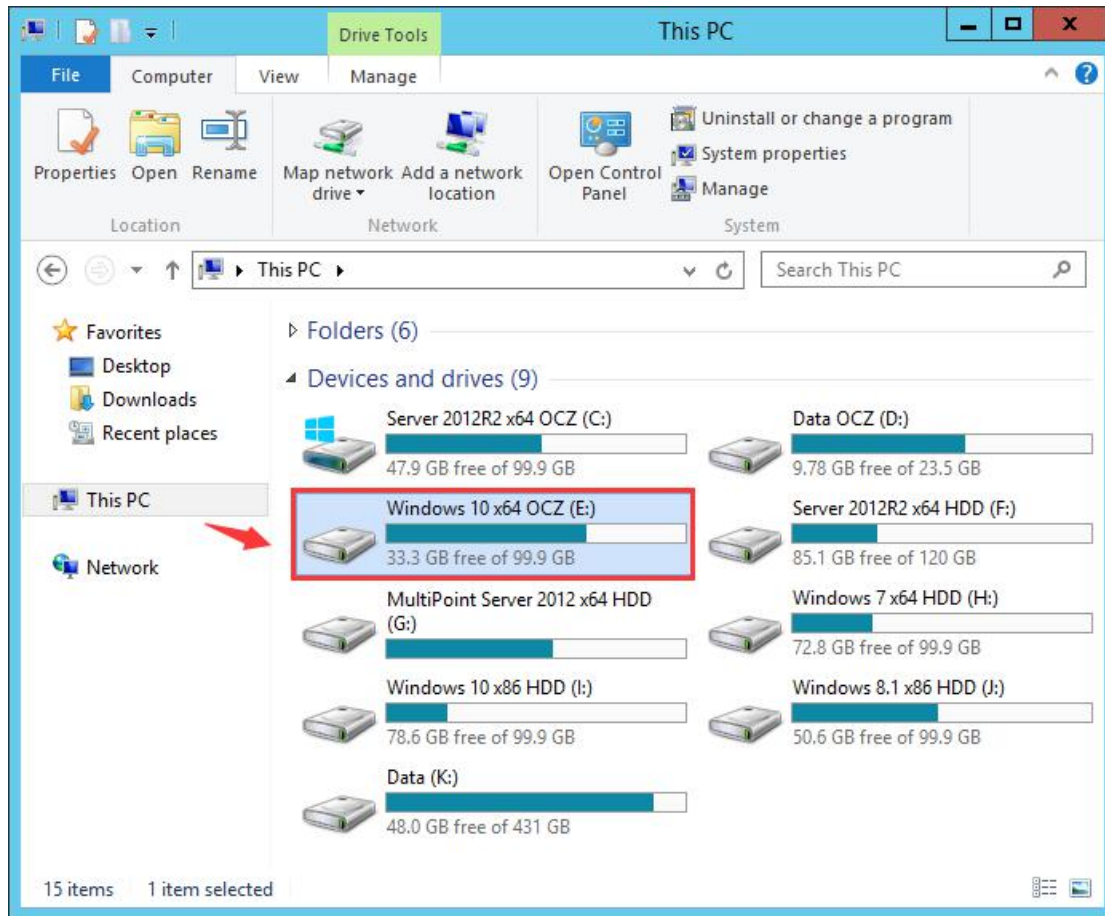 Drive Tools
This PC
File
Computer
View
Manage
Properties
Open
Rename
Map network
drive
Add a network
location
Open Control
Panel
Uninstall or change a program
System properties
Manage
Location
Network
System
This PC
Search This PC
Favorites
Desktop
Downloads
Recent places
This PC
Network
Folders (6)
Devices and drives (9)
Server 2012R2 x64 OCZ (C:)
47.9 GB free of 99.9 GB
Data OCZ (D:)
9.78 GB free of 23.5 GB
Windows 10 x64 OCZ (E:)
33.3 GB free of 99.9 GB
Server 2012R2 x64 HDD (F:)
85.1 GB free of 120 GB
MultiPoint Server 2012 x64 HDD
(G:)
Windows 7 x64 HDD (H:)
72.8 GB free of 99.9 GB
Windows 10 x86 HDD (I:)
78.6 GB free of 99.9 GB
Windows 8.1 x86 HDD (J:)
50.6 GB free of 99.9 GB
Data (K:)
48.0 GB free of 431 GB
15 items
1 item selected